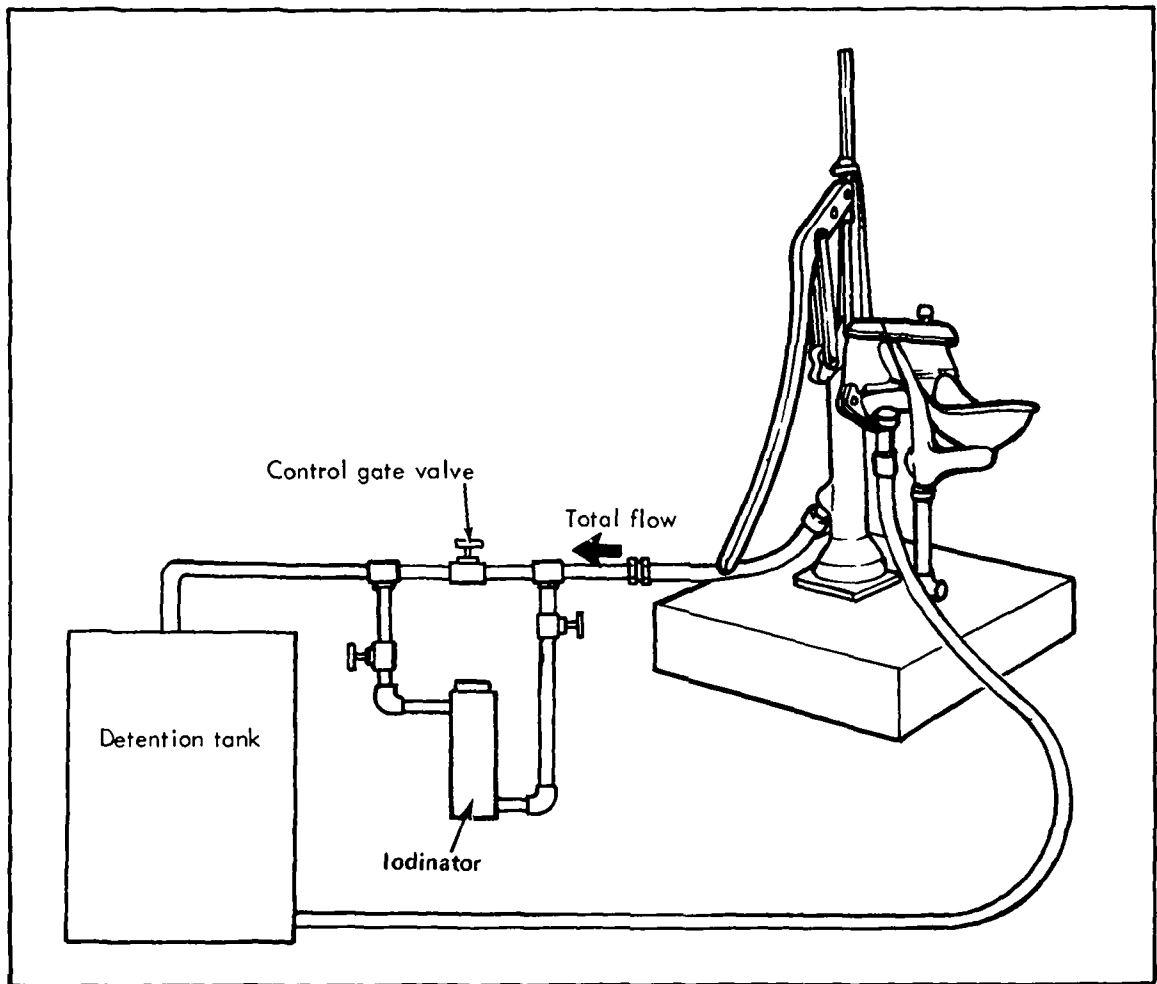 Control gate valve
Total flow
Detention tank
Iodinator